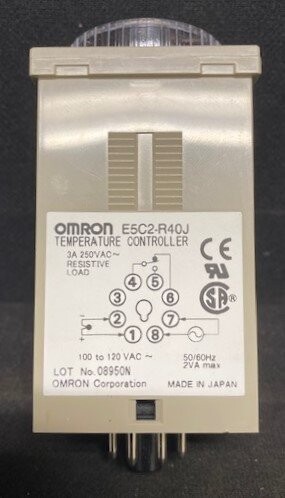 OMRON E5C2-R40J
TEMPERATURE CONTROLLER
3A 250VAC~
RESISTIVE
LOAD
CE
4 5
3 6
2 7
1 8
- +
100 to 120 VAC ~ 50/60Hz
2VA max
LOT No. 08950N
OMRON Corporation MADE IN JAPAN